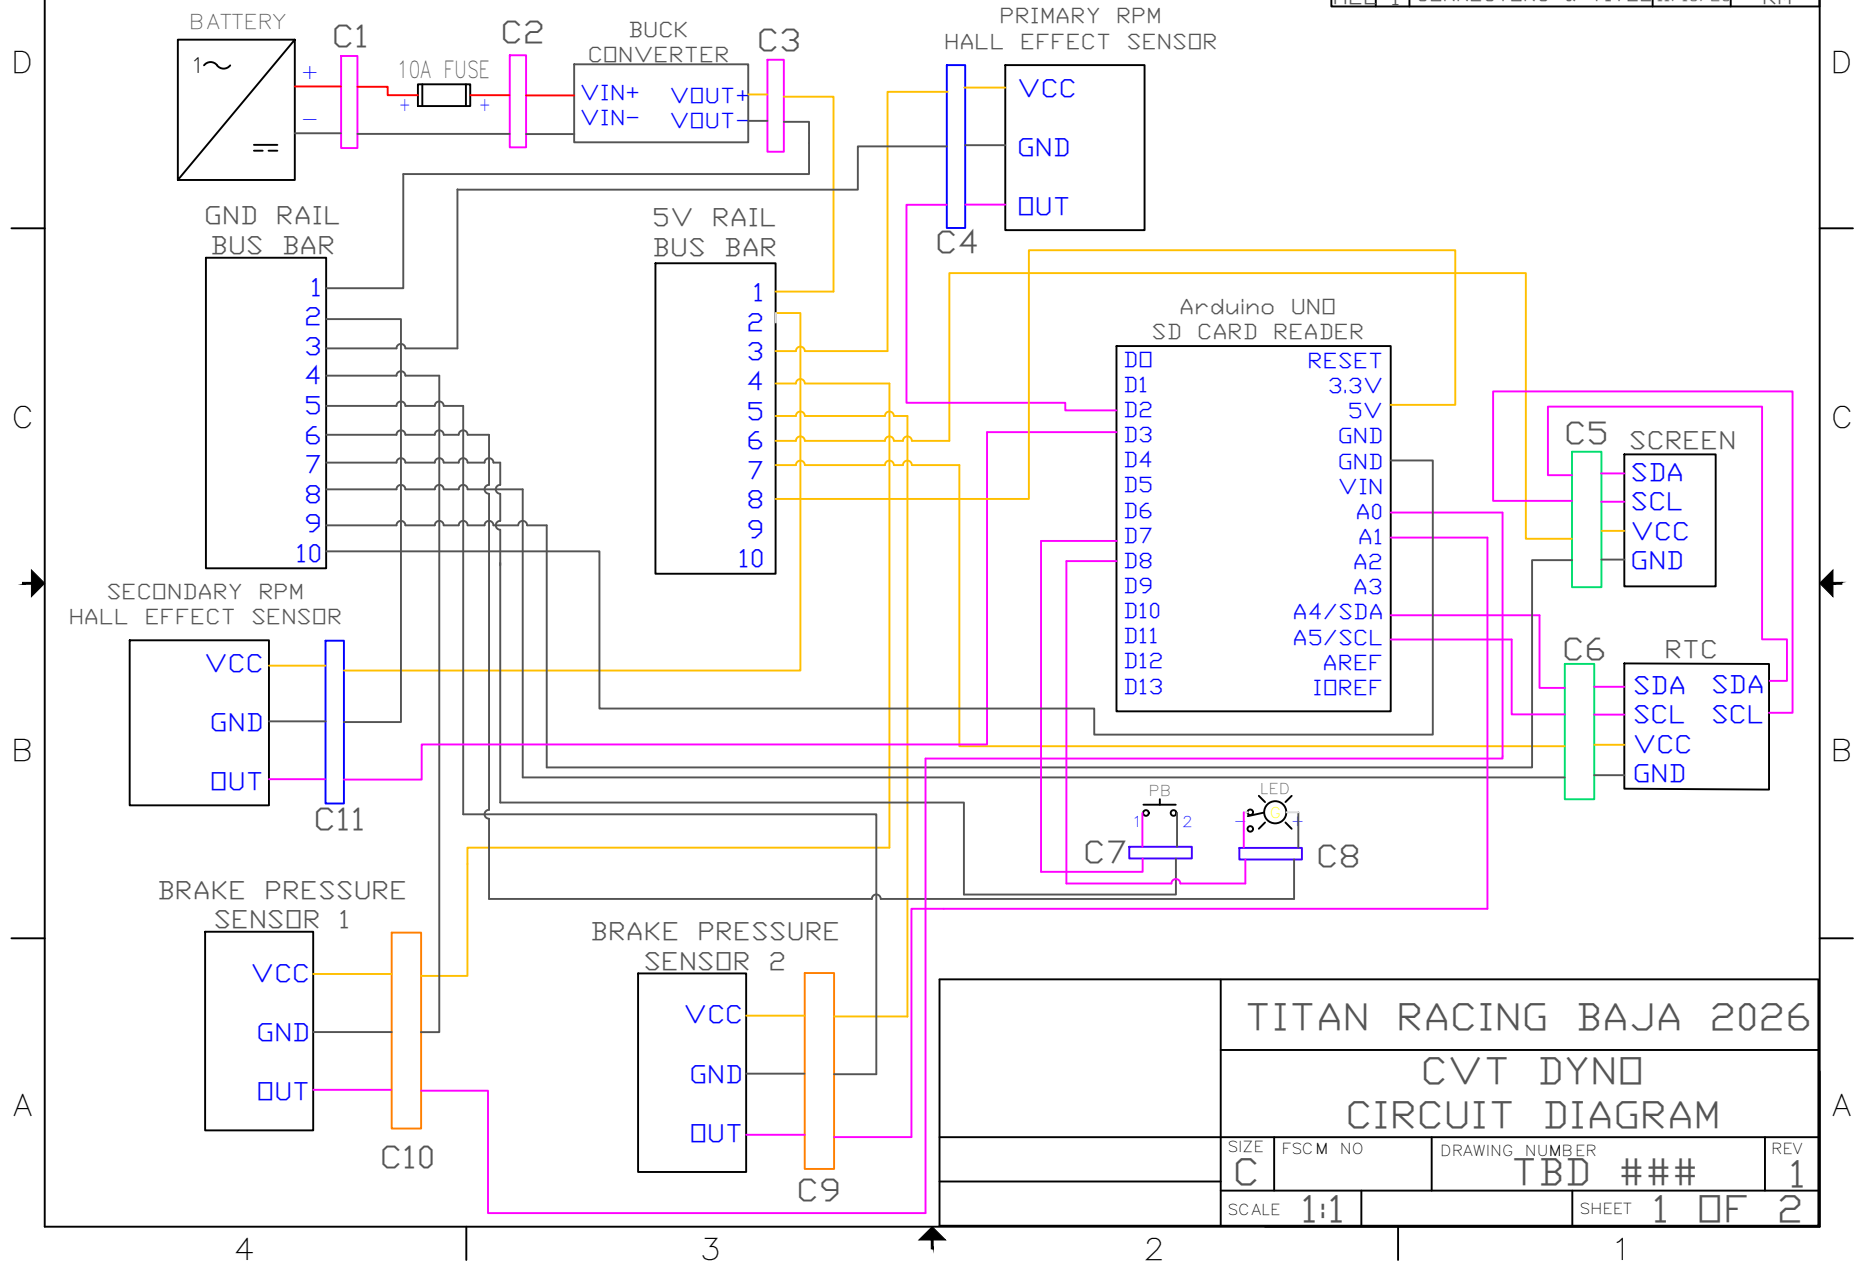 BATTERY
1
+
−
C1
10A FUSE
+ +
C2
BUCK
CONVERTER
VIN+ VOUT+
VIN− VOUT−
C3
PRIMARY RPM
HALL EFFECT SENSOR
VCC
GND
OUT
C4
D
D
GND RAIL
BUS BAR
1
2
3
4
5
6
7
8
9
10
5V RAIL
BUS BAR
1
2
3
4
5
6
7
8
9
10
Arduino UNO
SD CARD READER
D0 RESET
D1 3.3V
D2 5V
D3 GND
D4 GND
D5 VIN
D6 A0
D7 A1
D8 A2
D9 A3
D10 A4/SDA
D11 A5/SCL
D12 AREF
D13 IOREF
C
C
C5
SCREEN
SDA
SCL
VCC
GND
C6
RTC
SDA SDA
SCL SCL
VCC
GND
SECONDARY RPM
HALL EFFECT SENSOR
VCC
GND
OUT
C11
B
B
PB
1 2
C7
LED
− +
C8
BRAKE PRESSURE
SENSOR 1
VCC
GND
OUT
C10
BRAKE PRESSURE
SENSOR 2
VCC
GND
OUT
C9
A
A
TITAN RACING BAJA 2026
CVT DYNO
CIRCUIT DIAGRAM
SIZE
C
FSCM NO
DRAWING NUMBER
TBD ###
REV
1
SCALE 1:1
SHEET 1 OF 2
4 3 2 1